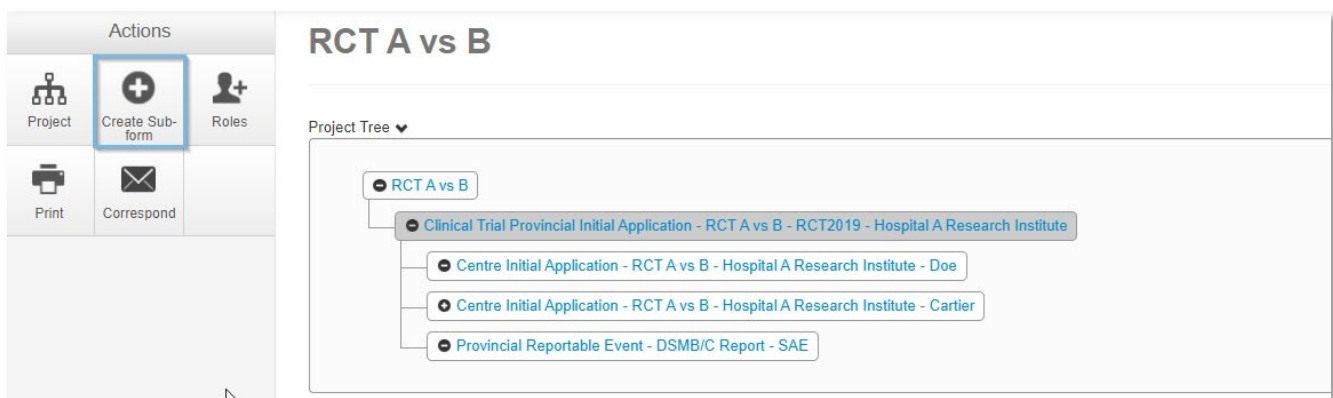 Actions
RCT A vs B
Project
Create Sub-
form
Roles
Project Tree
RCT A vs B
Print
Correspond
Clinical Trial Provincial Initial Application - RCT A vs B - RCT2019 - Hospital A Research Institute
Centre Initial Application - RCT A vs B - Hospital A Research Institute - Doe
Centre Initial Application - RCT A vs B - Hospital A Research Institute - Cartier
Provincial Reportable Event - DSMB/C Report - SAE